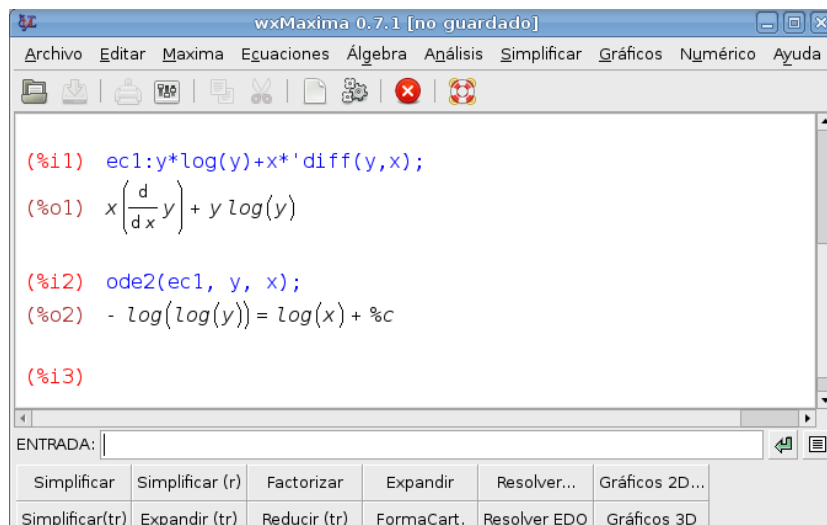 wxMaxima 0.7.1 [no guardado]
Archivo Editar Maxima Ecuaciones Álgebra Análisis Simplificar Gráficos Numérico Ayuda
(%i1) ec1:y*log(y)+x*'diff(y,x);
(%o1) x(d/dx y) + y log(y)
(%i2) ode2(ec1, y, x);
(%o2) - log(log(y)) = log(x) + %c
(%i3)
ENTRADA:
Simplificar Simplificar (r) Factorizar Expandir Resolver... Gráficos 2D...
Simplificar(tr) Expandir (tr) Reducir (tr) FormaCart. Resolver EDO Gráficos 3D